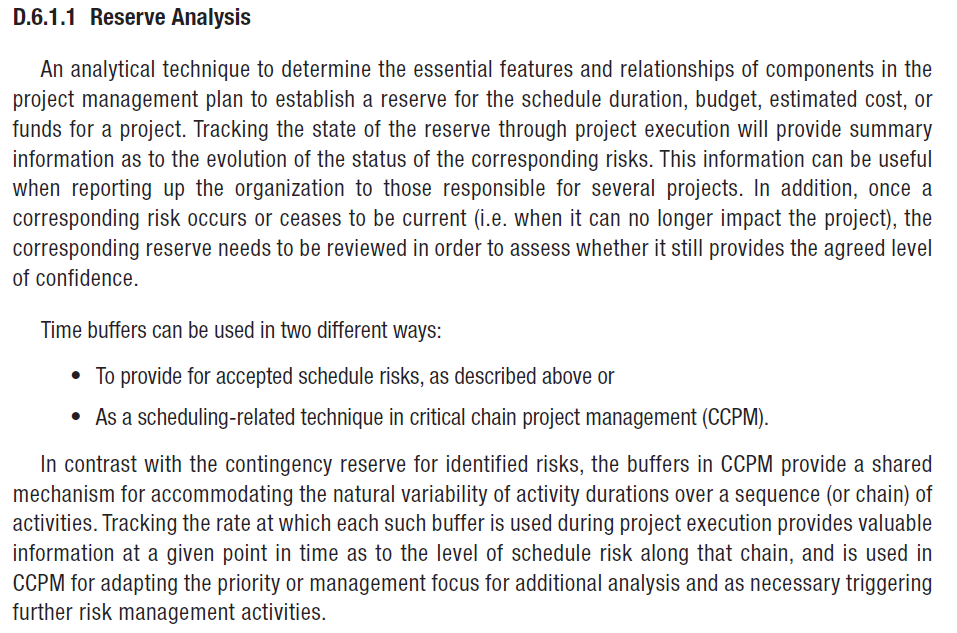 D.6.1.1 Reserve Analysis
An analytical technique to determine the essential features and relationships of components in the
project management plan to establish a reserve for the schedule duration, budget, estimated cost, or
funds for a project. Tracking the state of the reserve through project execution will provide summary
information as to the evolution of the status of the corresponding risks. This information can be useful
when reporting up the organization to those responsible for several projects. In addition, once a
corresponding risk occurs or ceases to be current (i.e. when it can no longer impact the project), the
corresponding reserve needs to be reviewed in order to assess whether it still provides the agreed level
of confidence.
Time buffers can be used in two different ways:
• To provide for accepted schedule risks, as described above or
• As a scheduling-related technique in critical chain project management (CCPM).
In contrast with the contingency reserve for identified risks, the buffers in CCPM provide a shared
mechanism for accommodating the natural variability of activity durations over a sequence (or chain) of
activities. Tracking the rate at which each such buffer is used during project execution provides valuable
information at a given point in time as to the level of schedule risk along that chain, and is used in
CCPM for adapting the priority or management focus for additional analysis and as necessary triggering
further risk management activities.